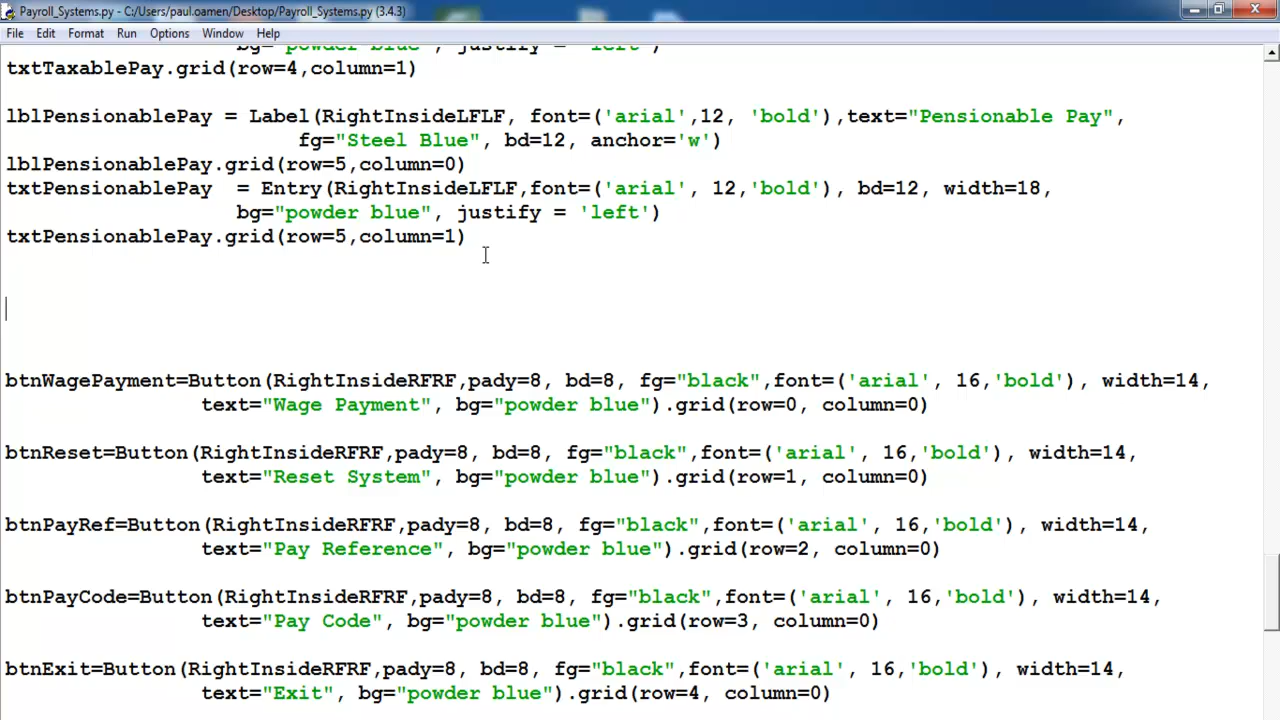 Payroll_Systems.py - C:/Users/paul.oamen/Desktop/Payroll_Systems.py (3.4.3)
File Edit Format Run Options Window Help
bg="powder blue", justify = 'left')
txtTaxablePay.grid(row=4,column=1)
lblPensionablePay = Label(RightInsideLFLF, font=('arial',12, 'bold'),text="Pensionable Pay",
fg="Steel Blue", bd=12, anchor='w')
lblPensionablePay.grid(row=5,column=0)
txtPensionablePay  = Entry(RightInsideLFLF,font=('arial', 12,'bold'), bd=12, width=18,
bg="powder blue", justify = 'left')
txtPensionablePay.grid(row=5,column=1)
btnWagePayment=Button(RightInsideRFRF,pady=8, bd=8, fg="black",font=('arial', 16,'bold'), width=14,
text="Wage Payment", bg="powder blue").grid(row=0, column=0)
btnReset=Button(RightInsideRFRF,pady=8, bd=8, fg="black",font=('arial', 16,'bold'), width=14,
text="Reset System", bg="powder blue").grid(row=1, column=0)
btnPayRef=Button(RightInsideRFRF,pady=8, bd=8, fg="black",font=('arial', 16,'bold'), width=14,
text="Pay Reference", bg="powder blue").grid(row=2, column=0)
btnPayCode=Button(RightInsideRFRF,pady=8, bd=8, fg="black",font=('arial', 16,'bold'), width=14,
text="Pay Code", bg="powder blue").grid(row=3, column=0)
btnExit=Button(RightInsideRFRF,pady=8, bd=8, fg="black",font=('arial', 16,'bold'), width=14,
text="Exit", bg="powder blue").grid(row=4, column=0)